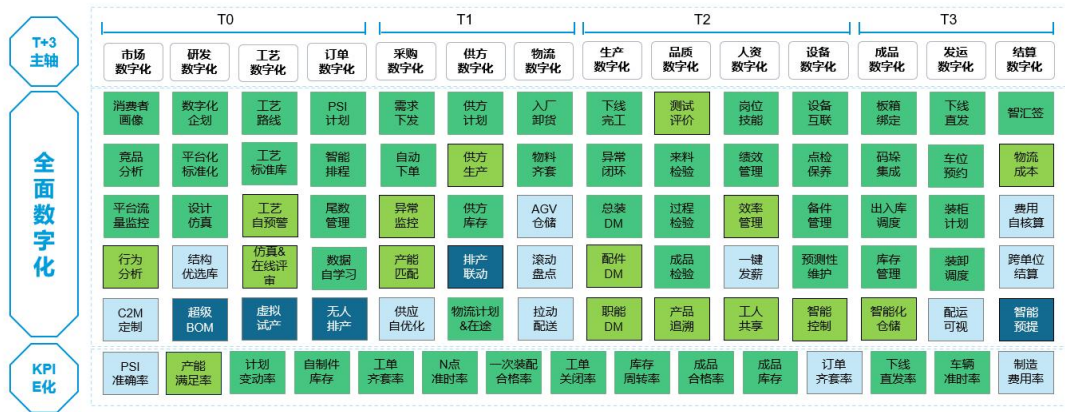 T0 T1 T2 T3
T+3
主轴
市场
数字化
研发
数字化
工艺
数字化
订单
数字化
采购
数字化
供方
数字化
物流
数字化
生产
数字化
品质
数字化
人资
数字化
设备
数字化
成品
数字化
发运
数字化
结算
数字化
全面数字化
消费者
画像
数字化
企划
工艺
路线
PSI
计划
需求
下发
供方
计划
入厂
卸货
下线
完工
测试
评价
岗位
技能
设备
互联
板箱
绑定
下线
直发
智汇签
竟品
分析
平台化
标准化
工艺
标准库
智能
排程
自动
下单
供方
生产
物料
齐套
异常
闭环
来料
检验
绩效
管理
点检
保养
码垛
集成
车位
预约
物流
成本
平台流
量监控
设计
仿真
工艺
自预警
尾数
管理
异常
监控
供方
库存
AGV
仓储
总装
DM
过程
检验
效率
管理
备件
管理
出入库
调度
装柜
计划
费用
自核算
行为
分析
结构
优选库
仿真&
在线评
审
数据
自学习
产能
匹配
排产
联动
滚动
盘点
配件
DM
成品
检验
一键
发薪
预测性
维护
库存
管理
装卸
调度
跨单位
结算
C2M
定制
超级
BOM
虚拟
试产
无人
排产
供应
自优化
物流计划
&在途
拉动
配送
职能
DM
产品
追溯
工人
共享
智能
控制
智能化
仓储
配运
可视
智能
预提
KPI
E化
PSI
准确率
产能
满足率
计划
变动率
自制件
库存
工单
齐套率
N点
准时率
一次装配
合格率
工单
关闭率
库存
周转率
成品
合格率
成品
库存
订单
齐套率
下线
直发率
车辆
准时率
制造
费用率